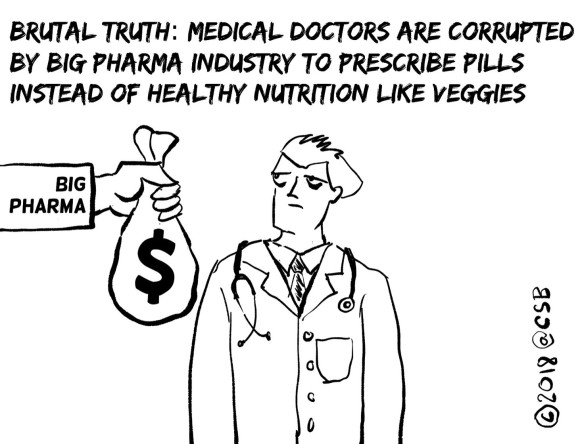 BRUTAL TRUTH: MEDICAL DOCTORS ARE CORRUPTED
BY BIG PHARMA INDUSTRY TO PRESCRIBE PILLS
INSTEAD OF HEALTHY NUTRITION LIKE VEGGIES
BIG
PHARMA
$
©2018@CSB